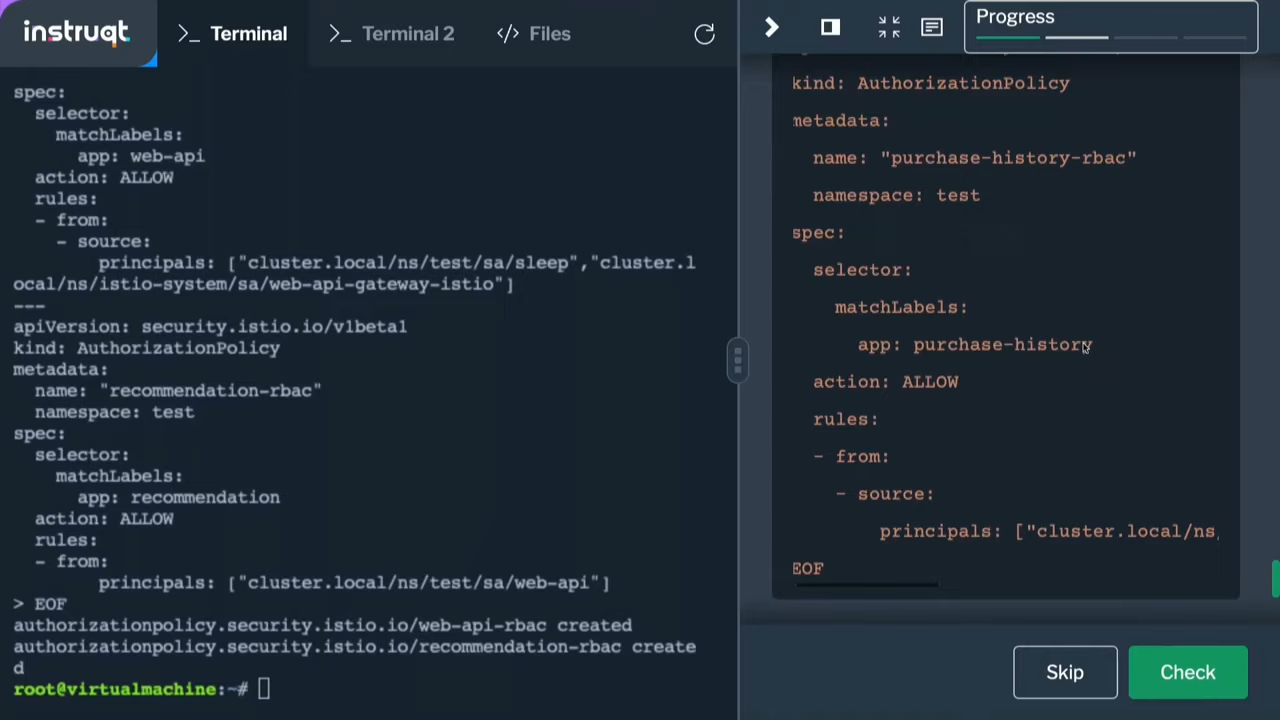 instruqt
>_ Terminal
>_ Terminal 2
</> Files
Progress
spec:
selector:
matchLabels:
app: web-api
action: ALLOW
rules:
- from:
- source:
principals: ["cluster.local/ns/test/sa/sleep","cluster.l
ocal/ns/istio-system/sa/web-api-gateway-istio"]
---
apiVersion: security.istio.io/v1beta1
kind: AuthorizationPolicy
metadata:
name: "recommendation-rbac"
namespace: test
spec:
selector:
matchLabels:
app: recommendation
action: ALLOW
rules:
- from:
principals: ["cluster.local/ns/test/sa/web-api"]
> EOF
authorizationpolicy.security.istio.io/web-api-rbac created
authorizationpolicy.security.istio.io/recommendation-rbac create
d
root@virtualmachine:~#
kind: AuthorizationPolicy
metadata:
name: "purchase-history-rbac"
namespace: test
spec:
selector:
matchLabels:
app: purchase-history
action: ALLOW
rules:
- from:
- source:
principals: ["cluster.local/ns
EOF
Skip
Check